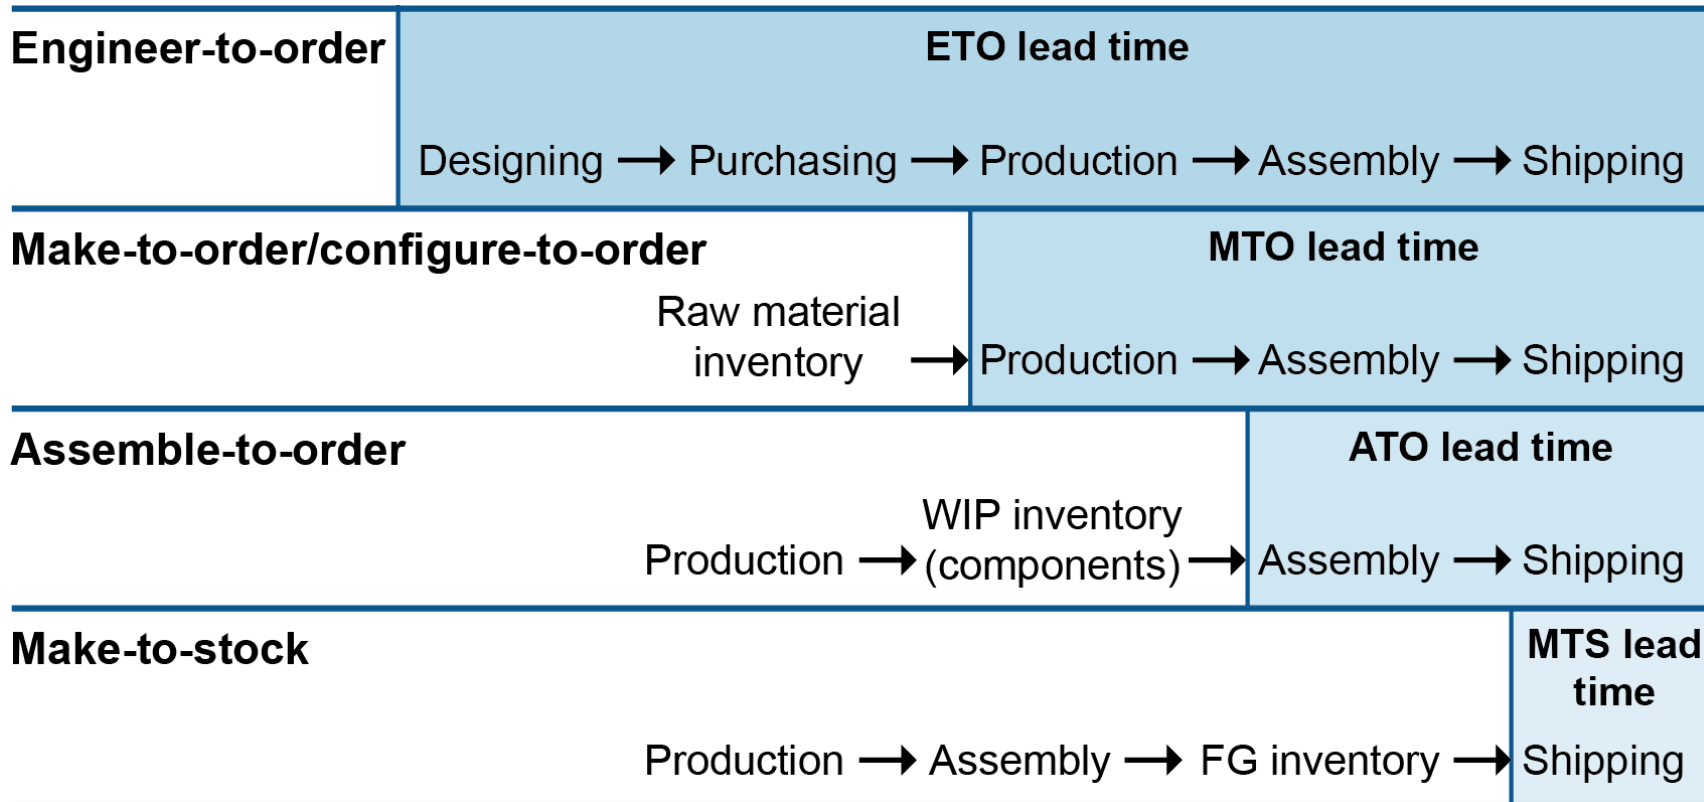 Engineer-to-order
ETO lead time
Designing → Purchasing → Production → Assembly → Shipping
Make-to-order/configure-to-order
MTO lead time
Raw material
inventory → Production → Assembly → Shipping
Assemble-to-order
ATO lead time
WIP inventory
Production → (components) → Assembly → Shipping
Make-to-stock
MTS lead
time
Production → Assembly → FG inventory → Shipping